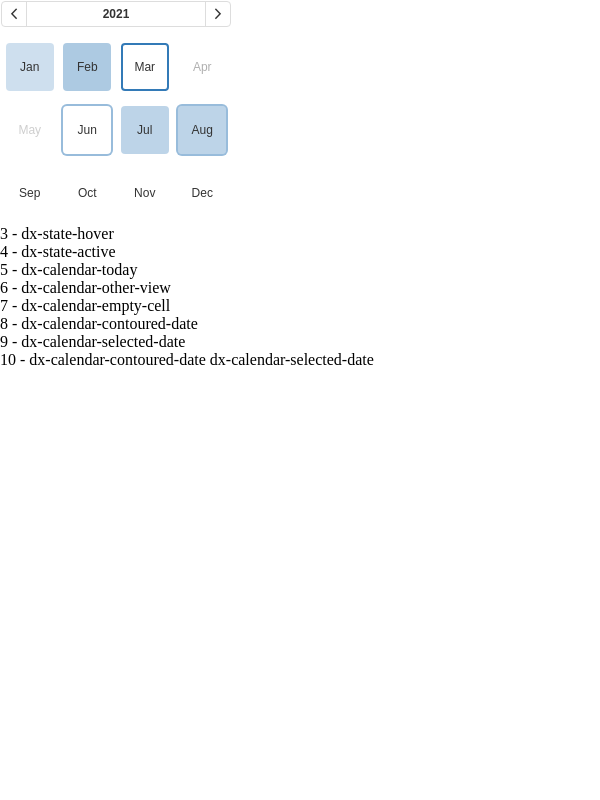 2021
Jan Feb Mar Apr
May Jun Jul Aug
Sep Oct Nov Dec
3 - dx-state-hover
4 - dx-state-active
5 - dx-calendar-today
6 - dx-calendar-other-view
7 - dx-calendar-empty-cell
8 - dx-calendar-contoured-date
9 - dx-calendar-selected-date
10 - dx-calendar-contoured-date dx-calendar-selected-date